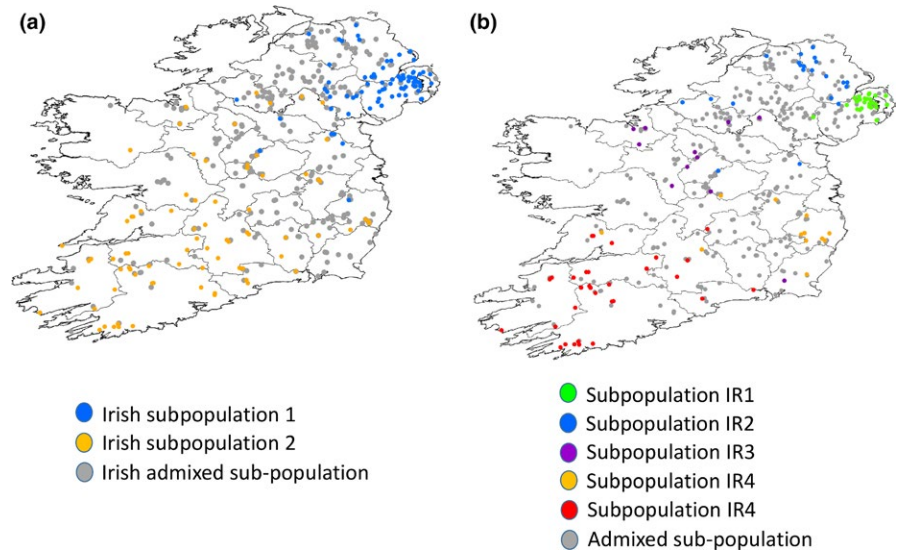 (a)
(b)
Irish subpopulation 1
Irish subpopulation 2
Irish admixed sub-population
Subpopulation IR1
Subpopulation IR2
Subpopulation IR3
Subpopulation IR4
Subpopulation IR4
Admixed sub-population